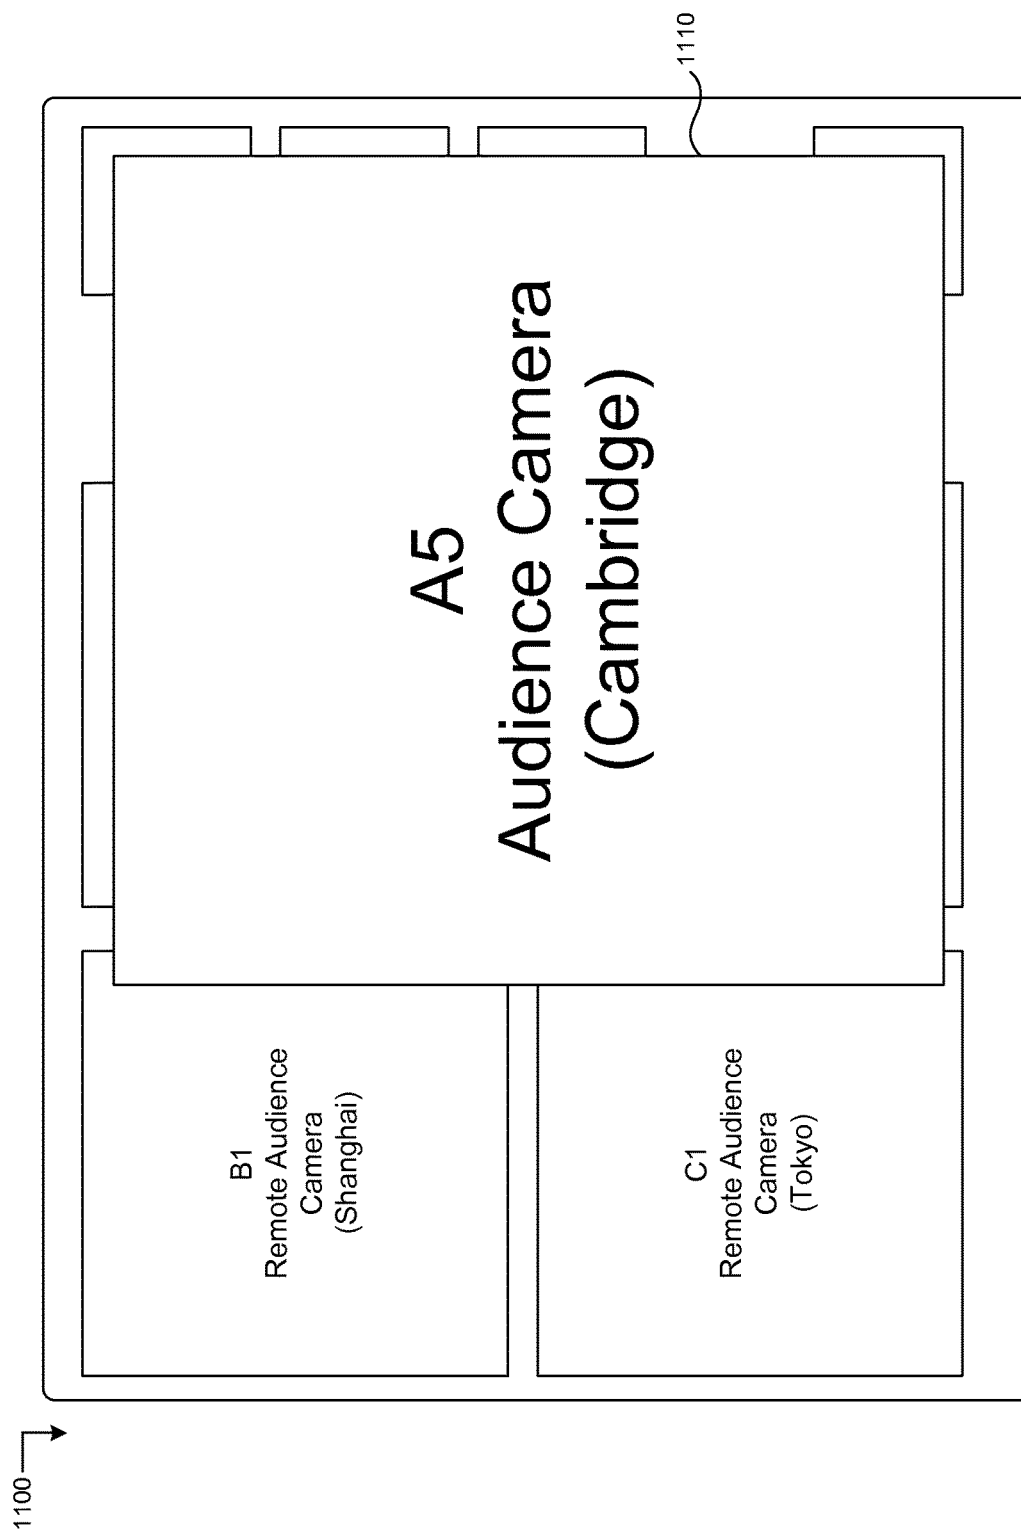 1100
B1
Remote Audience
Camera
(Shanghai)
C1
Remote Audience
Camera
(Tokyo)
A5
Audience Camera
(Cambridge)
1110